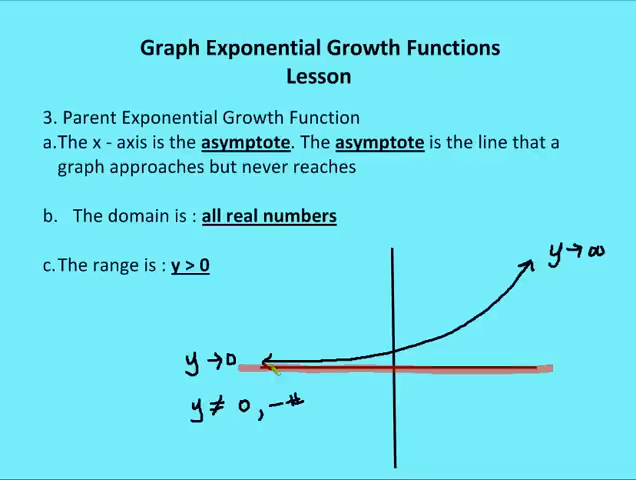 Graph Exponential Growth Functions
Lesson
3. Parent Exponential Growth Function
a.The x - axis is the asymptote. The asymptote is the line that a
graph approaches but never reaches
b. The domain is : all real numbers
c.The range is : y > 0
y→∞
y→0
y≠ 0, -#